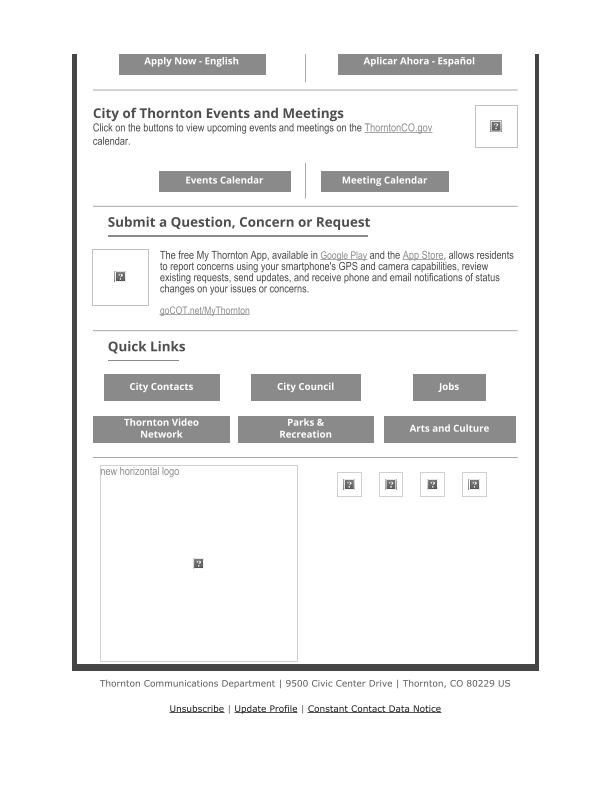 Apply Now - English
Aplicar Ahora - Español
City of Thornton Events and Meetings
Click on the buttons to view upcoming events and meetings on the ThorntonCO.gov
calendar.
Events Calendar
Meeting Calendar
Submit a Question, Concern or Request
The free My Thornton App, available in Google Play and the App Store, allows residents
to report concerns using your smartphone's GPS and camera capabilities, review
existing requests, send updates, and receive phone and email notifications of status
changes on your issues or concerns.
goCOT.net/MyThornton
Quick Links
City Contacts
City Council
Jobs
Thornton Video
Network
Parks &
Recreation
Arts and Culture
new horizontal logo
Thornton Communications Department | 9500 Civic Center Drive | Thornton, CO 80229 US
Unsubscribe | Update Profile | Constant Contact Data Notice